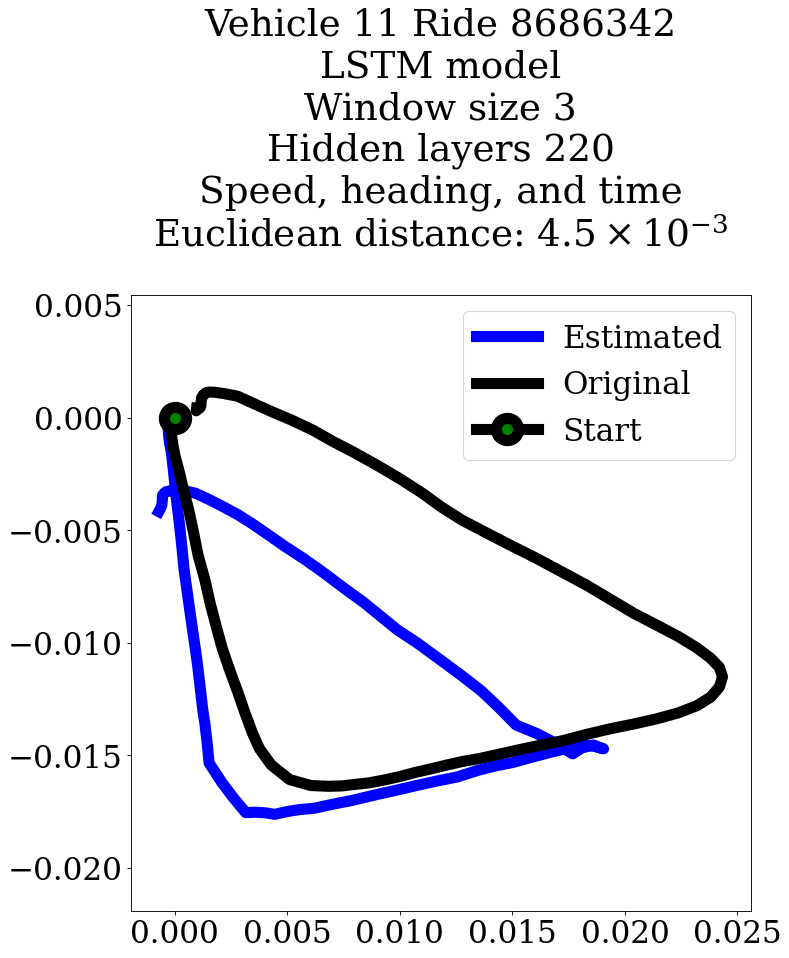 Vehicle 11 Ride 8686342
LSTM model
Window size 3
Hidden layers 220
Speed, heading, and time
Euclidean distance: 4.5 × 10⁻³
Estimated
Original
Start
0.005
0.000
−0.005
−0.010
−0.015
−0.020
0.000 0.005 0.010 0.015 0.020 0.025